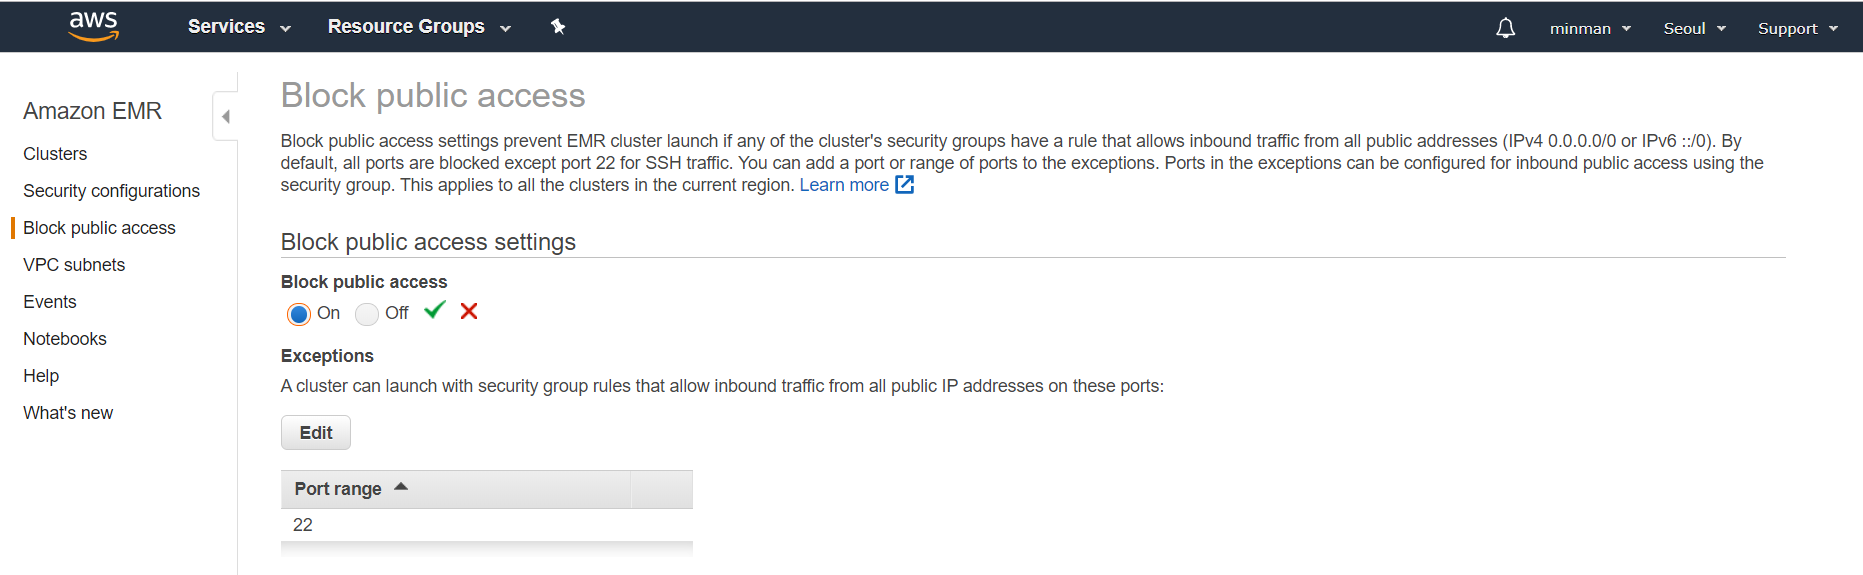 aws Services Resource Groups minman Seoul Support
Amazon EMR
Clusters
Security configurations
Block public access
VPC subnets
Events
Notebooks
Help
What's new
Block public access
Block public access settings prevent EMR cluster launch if any of the cluster's security groups have a rule that allows inbound traffic from all public addresses (IPv4 0.0.0.0/0 or IPv6 ::/0). By
default, all ports are blocked except port 22 for SSH traffic. You can add a port or range of ports to the exceptions. Ports in the exceptions can be configured for inbound public access using the
security group. This applies to all the clusters in the current region. Learn more
Block public access settings
Block public access
On Off
Exceptions
A cluster can launch with security group rules that allow inbound traffic from all public IP addresses on these ports:
Edit
Port range
22